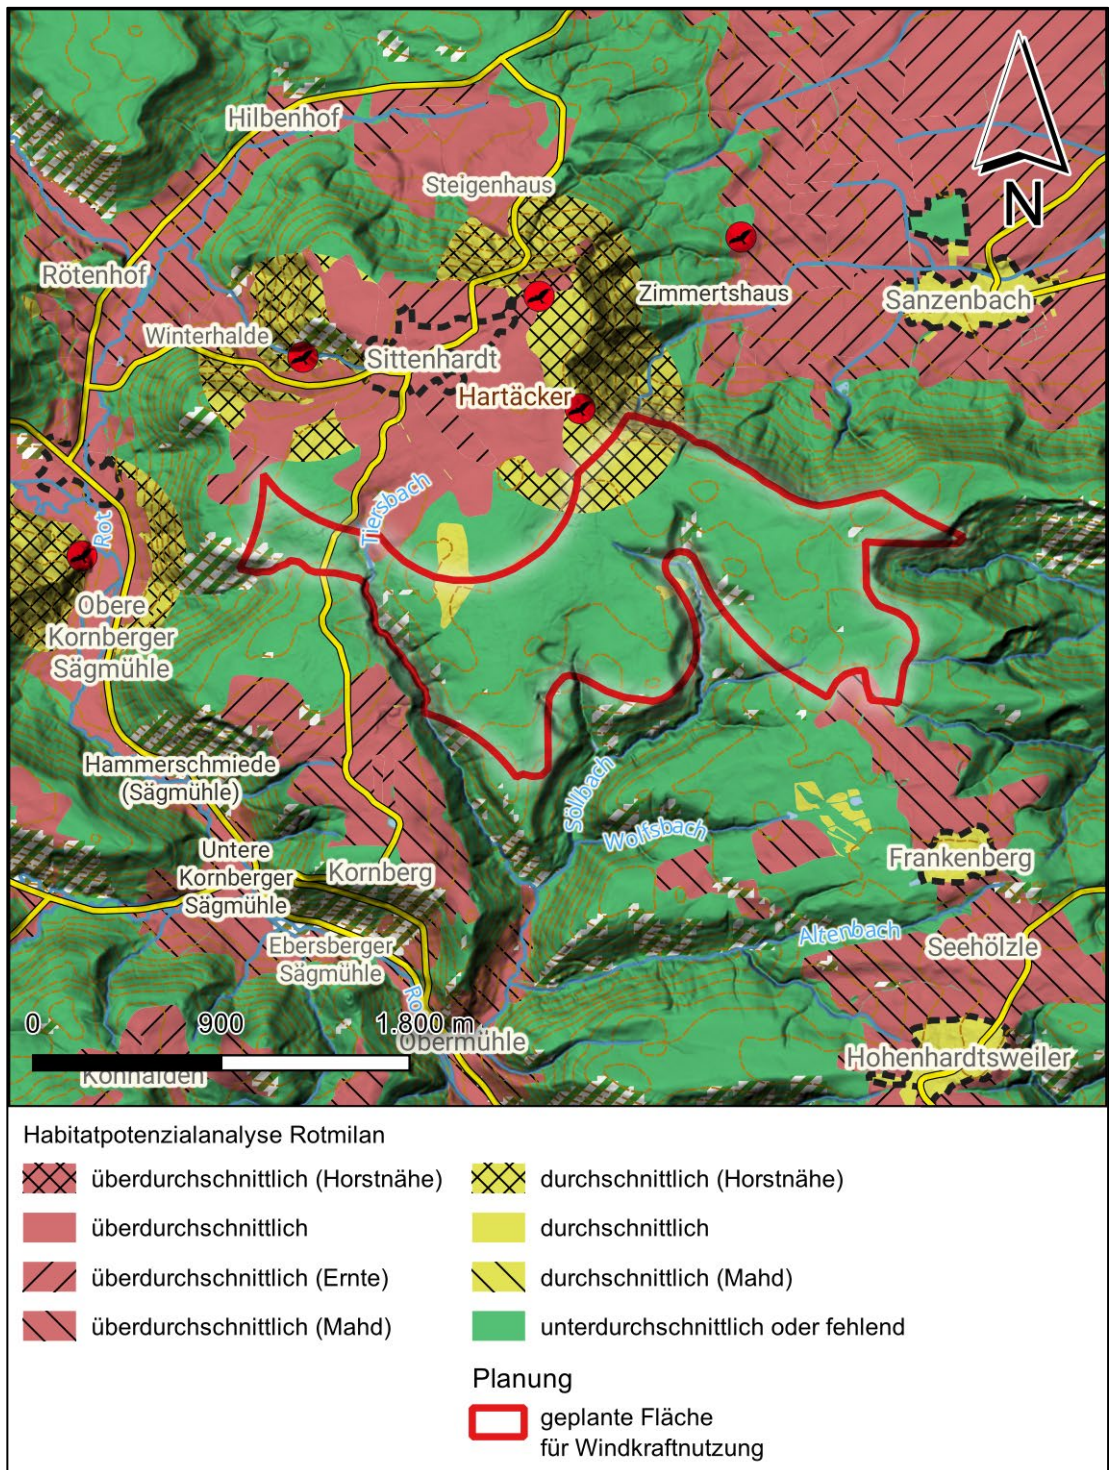 Hilbenhof
Steigenhaus
N
Rötenhof
Zimmertshaus
Sanzenbach
Winterhalde
Sittenhardt
Hartäcker
Tiersbach
Rot
Obere
Kornberger
Sägmühle
Hammerschmiede
(Sägmühle)
Söllbach
Wolfsbach
Untere
Kornberger
Sägmühle
Kornberg
Frankenberg
Ebersberger
Sägmühle
Altenbach
Seehölzle
Ro
0
900
1.800 m
Obermühle
Hohenhardtsweiler
Kohhalden
Habitatpotenzialanalyse Rotmilan
überdurchschnittlich (Horstnähe)
überdurchschnittlich
überdurchschnittlich (Ernte)
überdurchschnittlich (Mahd)
durchschnittlich (Horstnähe)
durchschnittlich
durchschnittlich (Mahd)
unterdurchschnittlich oder fehlend
Planung
geplante Fläche
für Windkraftnutzung